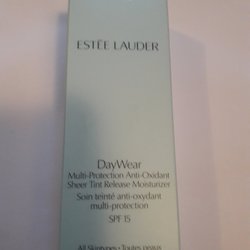 ESTĒE LAUDER
DayWear
Multi-Protection Anti-Oxidant
Sheer Tint Release Moisturizer
Soin teinté anti-oxydant
multi-protection
SPF 15
All Skintypes • Toutes peaux